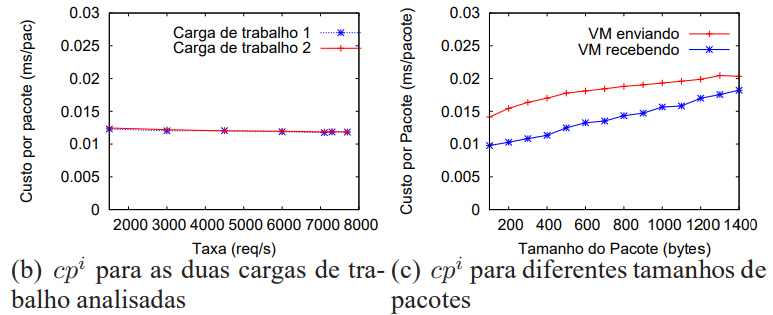 0.03
0.025
0.02
0.015
0.01
0.005
0
Custo por pacote (ms/pac)
Carga de trabalho 1
Carga de trabalho 2
2000 3000 4000 5000 6000 7000 8000
Taxa (req/s)
(b) cp^i para as duas cargas de tra-
balho analisadas
0.03
0.025
0.02
0.015
0.01
0.005
0
Custo por Pacote (ms/pacote)
VM enviando
VM recebendo
200 400 600 800 1000 1200 1400
Tamanho do Pacote (bytes)
(c) cp^i para diferentes tamanhos de
pacotes